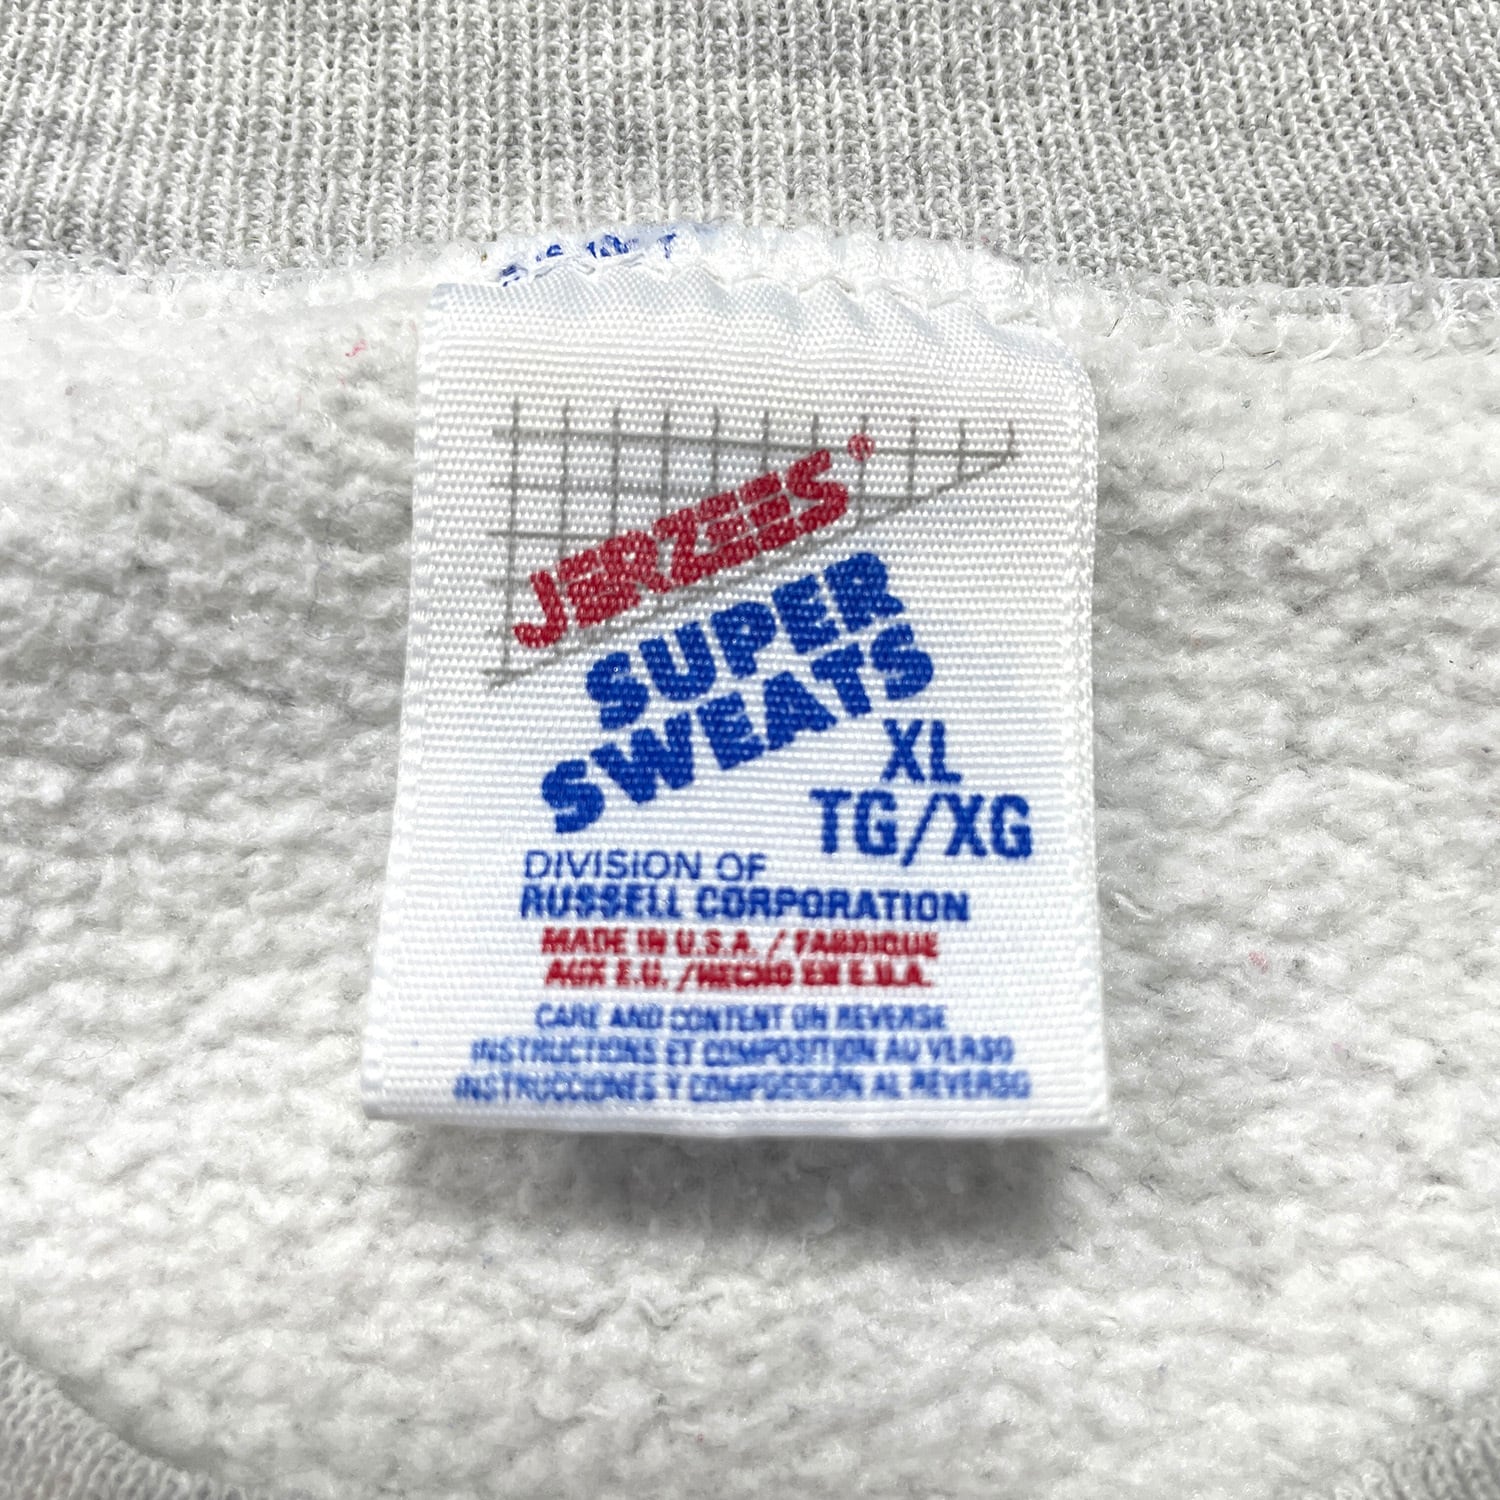 JERZEES®
SUPER
SWEATS
XL
TG/XG
DIVISION OF
RUSSELL CORPORATION
MADE IN U.S.A. / FABRIQUE
AUX E.U. /HECHO EN E.U.A.
CARE AND CONTENT ON REVERSE
INSTRUCTIONS ET COMPOSITION AU VERSO
INSTRUCCIONES Y COMPOSICION AL REVERSO